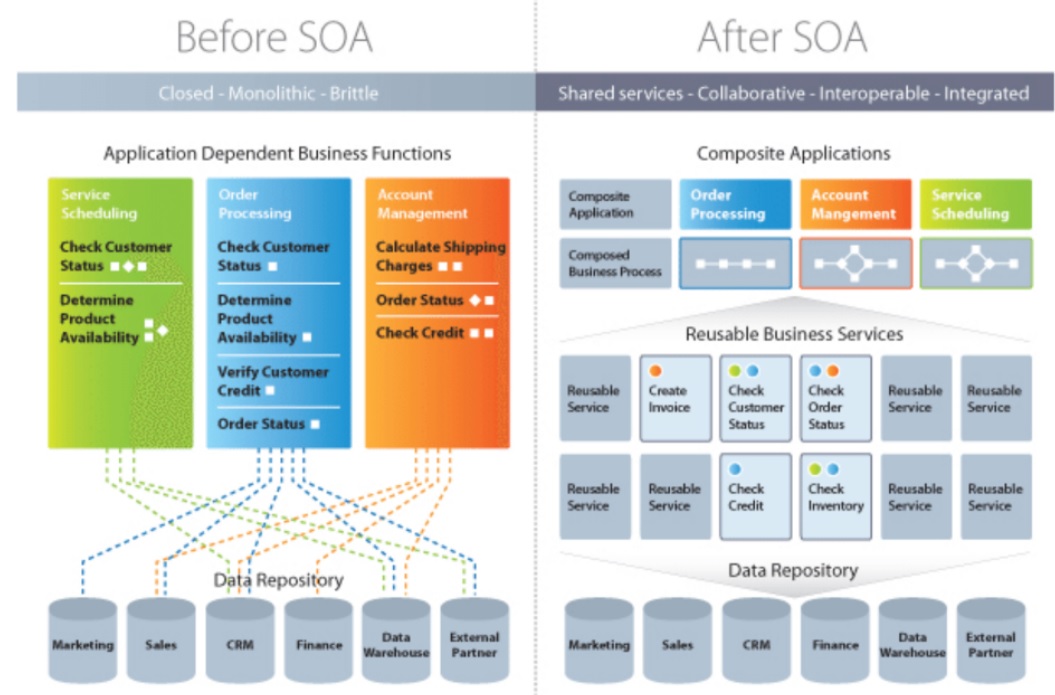 Before SOA
Closed - Monolithic - Brittle
Application Dependent Business Functions
Service
Scheduling
Check Customer
Status
Determine
Product
Availability
Order
Processing
Check Customer
Status
Determine
Product
Availability
Verify Customer
Credit
Order Status
Account
Management
Calculate Shipping
Charges
Order Status
Check Credit
Data Repository
Marketing
Sales
CRM
Finance
Data
Warehouse
External
Partner
After SOA
Shared services - Collaborative - Interoperable - Integrated
Composite Applications
Composite
Application
Order
Processing
Account
Mangement
Service
Scheduling
Composed
Business Process
Reusable Business Services
Reusable
Service
Create
Invoice
Check
Customer
Status
Check
Order
Status
Reusable
Service
Reusable
Service
Reusable
Service
Reusable
Service
Check
Credit
Check
Inventory
Reusable
Service
Reusable
Service
Data Repository
Marketing
Sales
CRM
Finance
Data
Warehouse
External
Partner